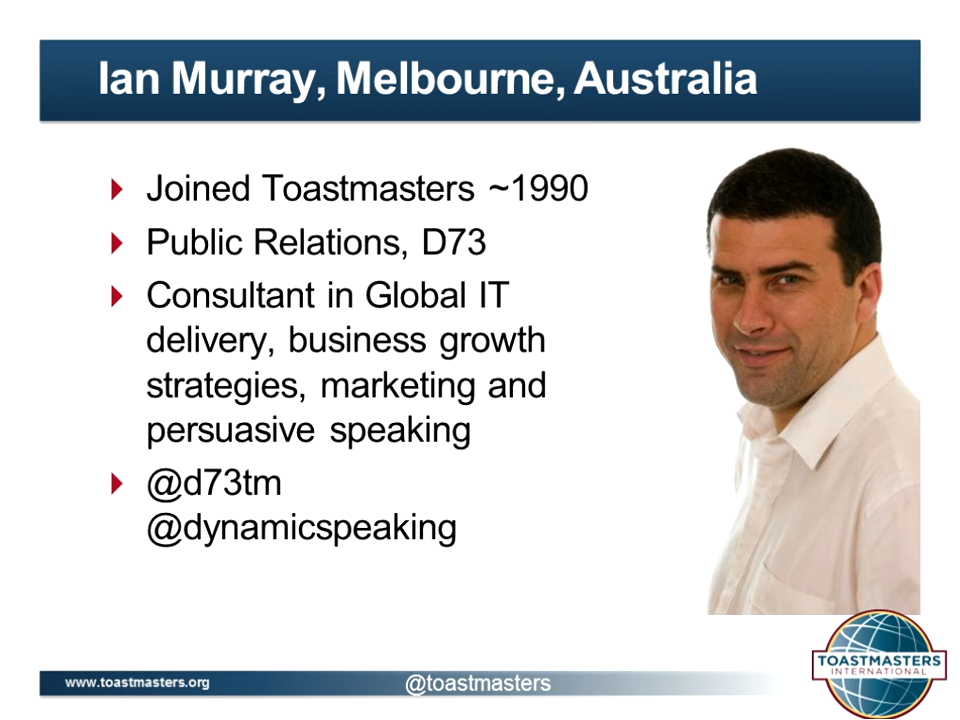 Ian Murray, Melbourne, Australia
Joined Toastmasters ~1990
Public Relations, D73
Consultant in Global IT
delivery, business growth
strategies, marketing and
persuasive speaking
@d73tm
@dynamicspeaking
www.toastmasters.org
@toastmasters
TOASTMASTERS
INTERNATIONAL